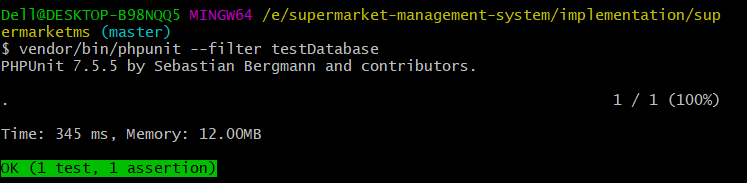 Dell@DESKTOP-B98NQQ5 MINGW64 /e/supermarket-management-system/implementation/sup
ermarketms (master)
$ vendor/bin/phpunit --filter testDatabase
PHPUnit 7.5.5 by Sebastian Bergmann and contributors.
. 1 / 1 (100%)
Time: 345 ms, Memory: 12.00MB
OK (1 test, 1 assertion)